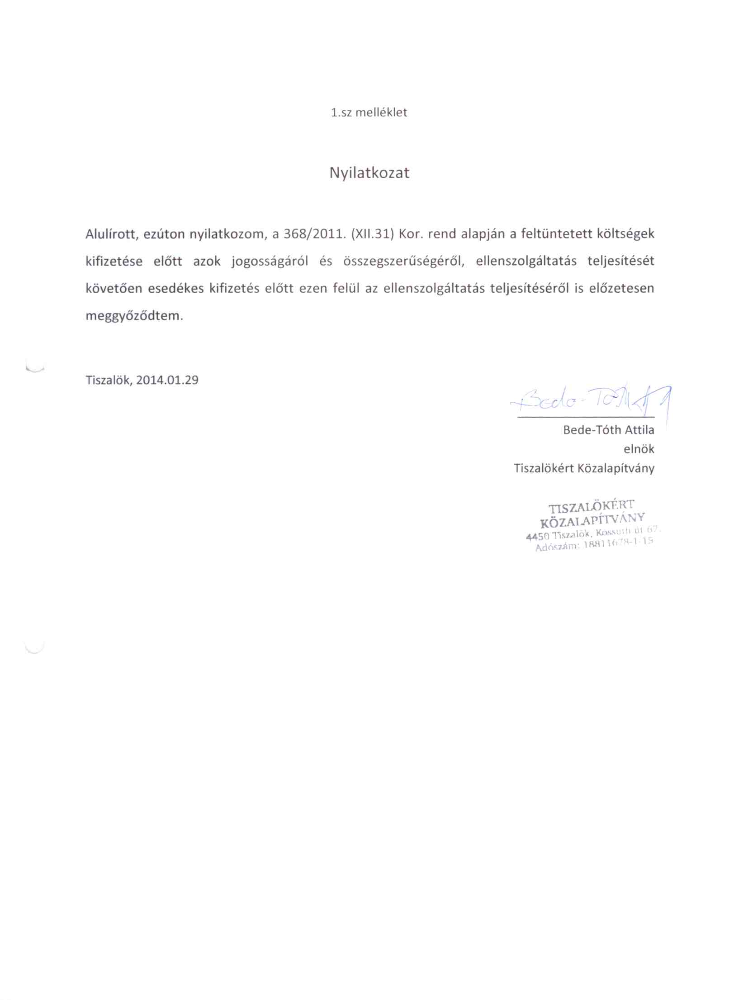 1.sz melléklet
Nyilatkozat
Alulírott, ezúton nyilatkozom, a 368/2011. (XII.31) Kor. rend alapján a feltüntetett költségek
kifizetése előtt azok jogosságáról és összegszerűségéről, ellenszolgáltatás teljesítését
követően esedékes kifizetés előtt ezen felül az ellenszolgáltatás teljesítéséről is előzetesen
meggyőződtem.
Tiszalök, 2014.01.29
Bede-Tóth A
Bede-Tóth Attila
elnök
Tiszalökért Közalapítvány
TISZALÖKÉRT
KÖZALAPÍTVÁNY
4450 Tiszalök, Kossuth út 67.
Adószám: 18811678-1-15